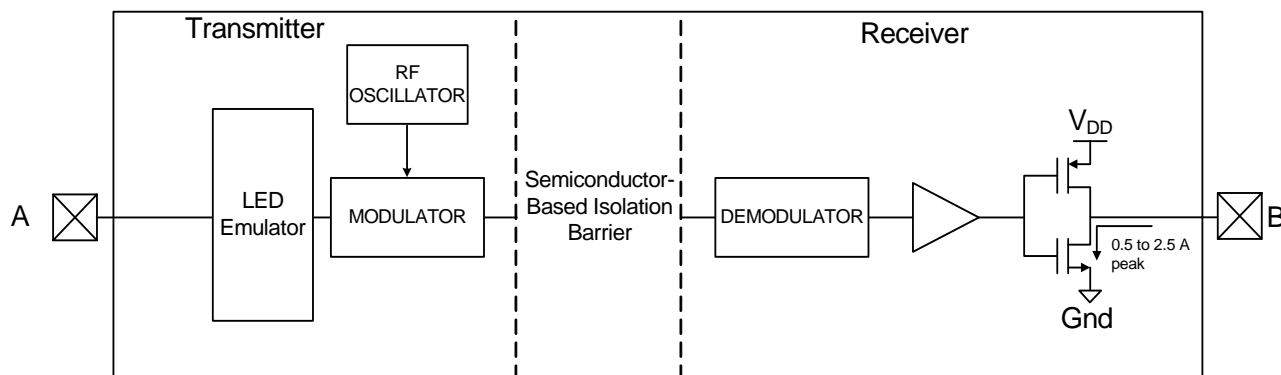 Transmitter
Receiver
RF
OSCILLATOR
V_DD
A
LED
Emulator
MODULATOR
Semiconductor-
Based Isolation
Barrier
DEMODULATOR
B
0.5 to 2.5 A
peak
Gnd